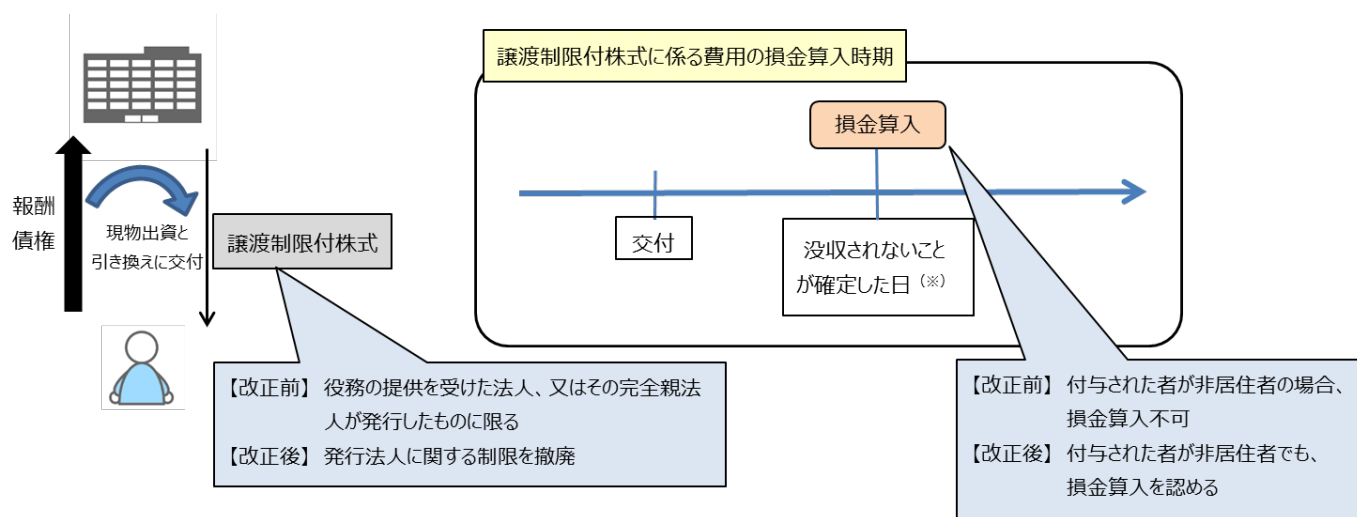 報酬
債権
現物出資と
引き換えに交付
譲渡制限付株式
【改正前】 役務の提供を受けた法人、又はその完全親法
人が発行したものに限る
【改正後】 発行法人に関する制限を撤廃
譲渡制限付株式に係る費用の損金算入時期
損金算入
交付
没収されないこと
が確定した日(※)
【改正前】 付与された者が非居住者の場合、
損金算入不可
【改正後】 付与された者が非居住者でも、
損金算入を認める